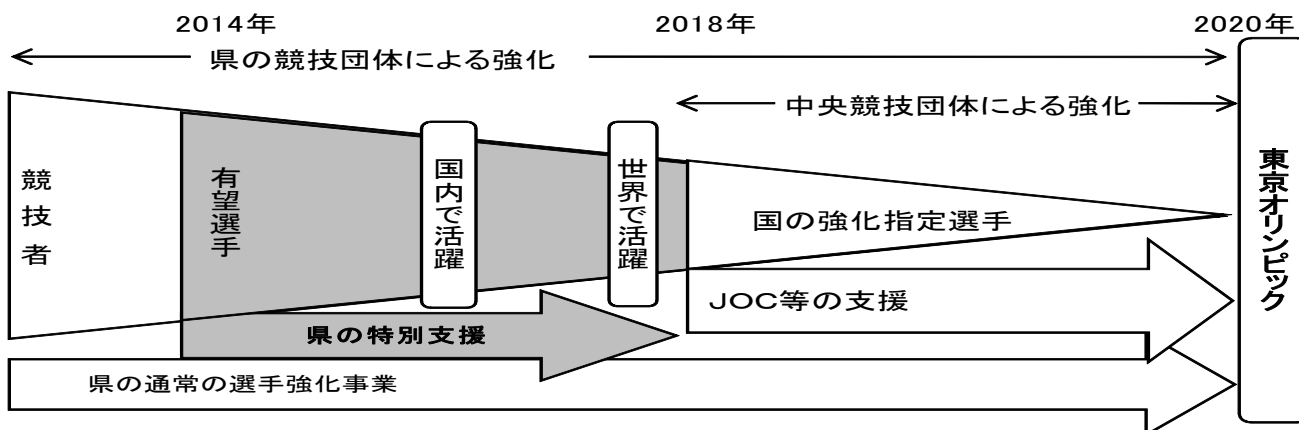 2014年
2018年
2020年
県の競技団体による強化
中央競技団体による強化
競技者
有望選手
国内で活躍
世界で活躍
国の強化指定選手
東京オリンピック
JOC等の支援
県の特別支援
県の通常の選手強化事業